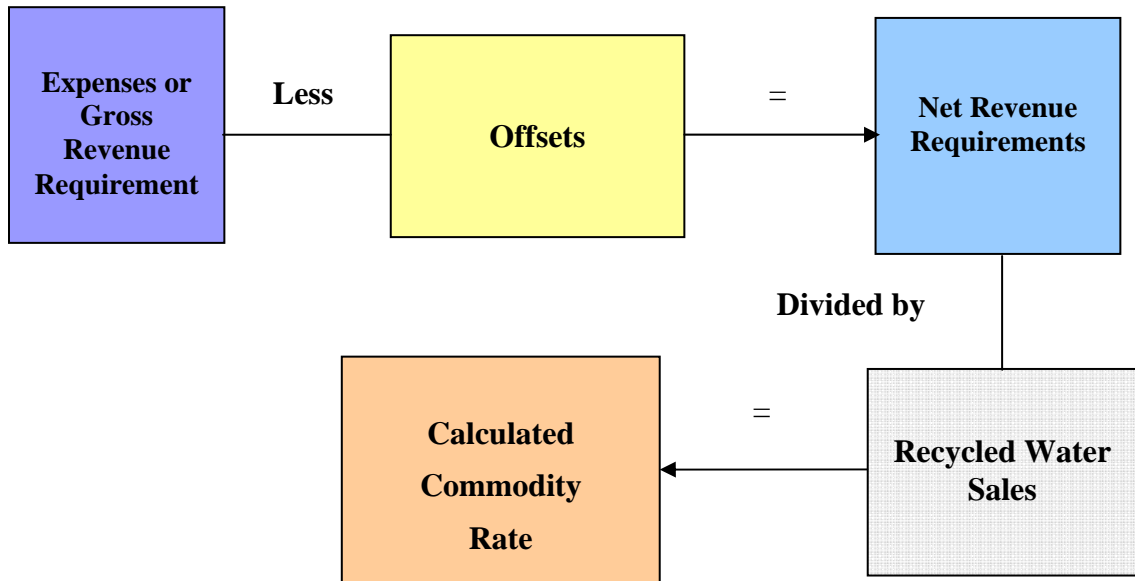 Expenses or
Gross
Revenue
Requirement
Less
Offsets
=
Net Revenue
Requirements
Divided by
Recycled Water
Sales
=
Calculated
Commodity
Rate